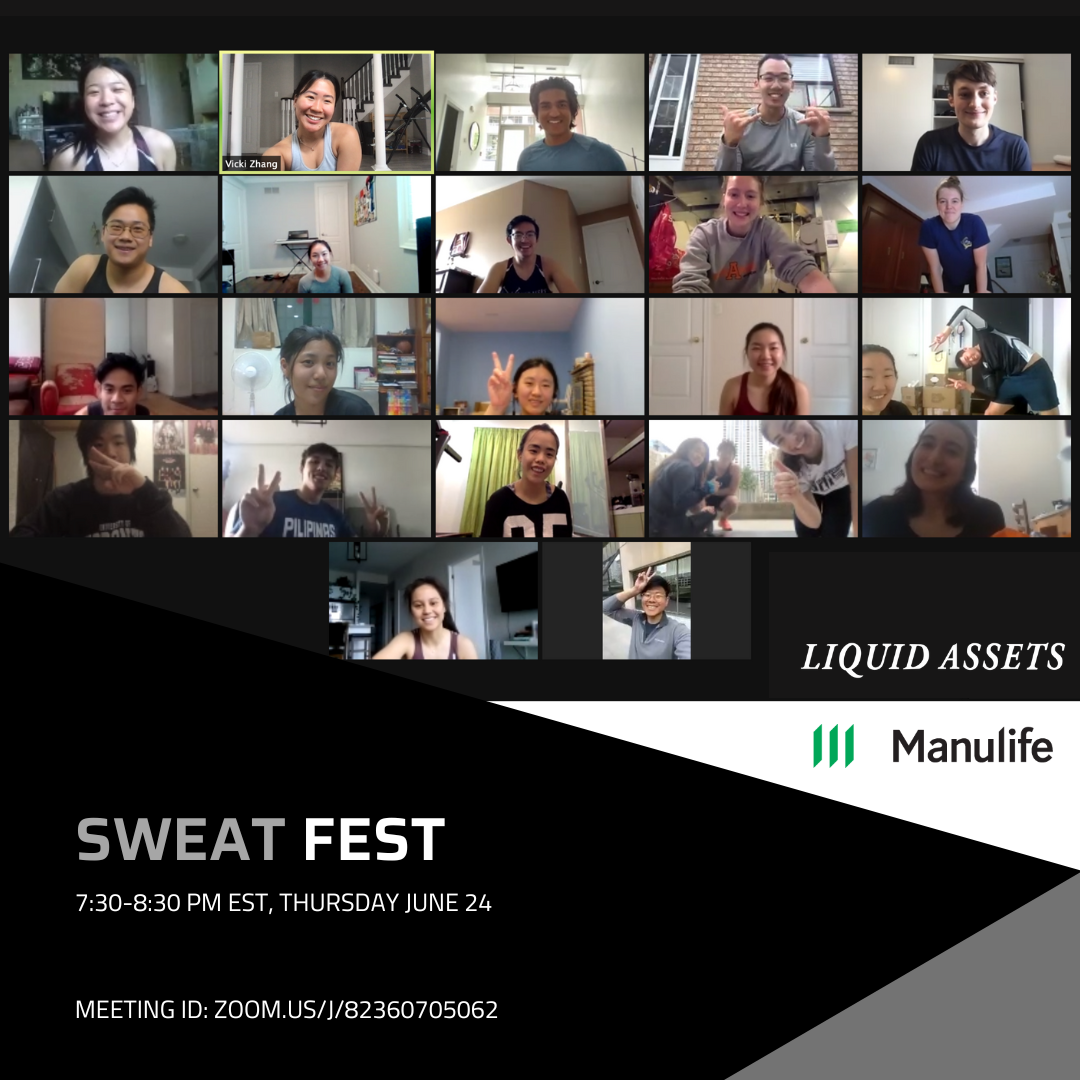 Vicki Zhang
PILIPINAS
LIQUID ASSETS
Manulife
SWEAT FEST
7:30-8:30 PM EST, THURSDAY JUNE 24
MEETING ID: ZOOM.US/J/82360705062